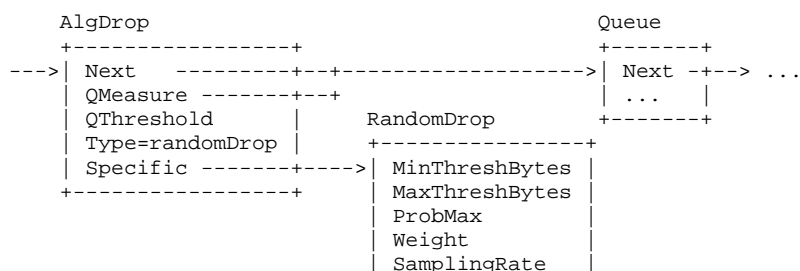 AlgDrop                                     Queue
     +-----------------+                         +-------+
--->| Next   ---------+--+------------------->| Next -+--> ...
     | QMeasure -------+--+                      | ...   |
     | QThreshold      |     RandomDrop          +-------+
     | Type=randomDrop |     +----------------+
     | Specific -------+---->| MinThreshBytes |
     +-----------------+     | MaxThreshBytes |
                             | ProbMax        |
                             | Weight         |
                             | SamplingRate   |